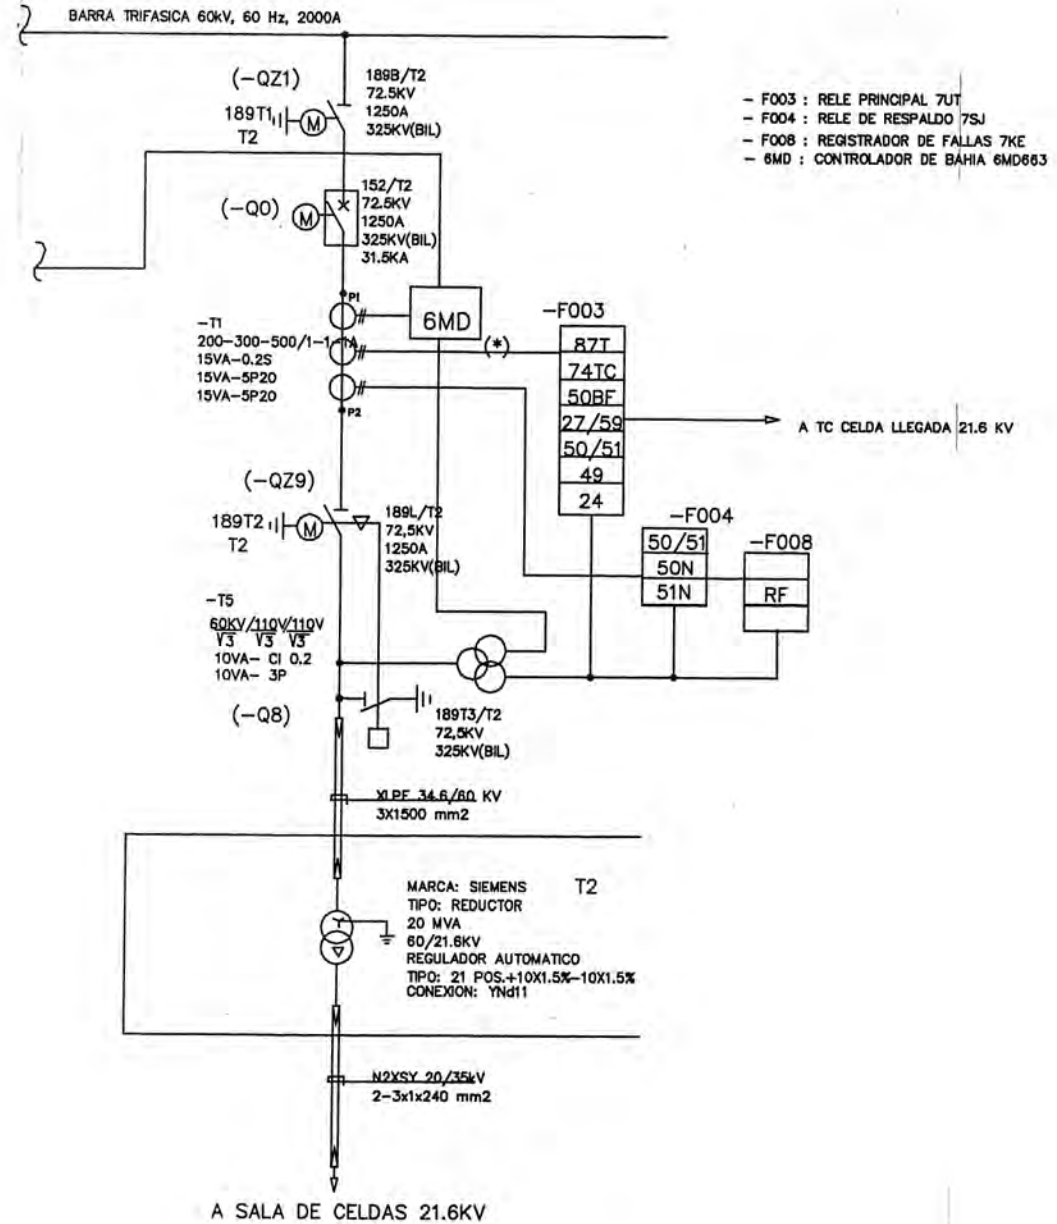 BARRA TRIFASICA 60kV, 60 Hz, 2000A
(-QZ1)
189B/T2
72.5KV
1250A
325KV(BIL)
189T1
M
T2
- F003 : RELE PRINCIPAL 7UT
- F004 : RELE DE RESPALDO 7SJ
- F008 : REGISTRADOR DE FALLAS 7KE
- 6MD : CONTROLADOR DE BAHIA 6MD663
(-Q0)
M
152/T2
72.5KV
1250A
325KV(BIL)
31.5KA
P1
6MD
-T1
200-300-500/1-1-1A
15VA-0.2S
15VA-5P20
15VA-5P20
P2
(*)
-F003
87T
74TC
50BF
27/59
50/51
49
24
A TC CELDA LLEGADA 21.6 KV
(-QZ9)
189T2
M
T2
189L/T2
72,5KV
1250A
325KV(BIL)
-F004
50/51
50N
51N
-F008
RF
-T5
60KV/110V/110V
√3 √3 √3
10VA- Cl 0.2
10VA- 3P
(-Q8)
189T3/T2
72,5KV
325KV(BIL)
XLPE 34.6/60 KV
3X1500 mm2
MARCA: SIEMENS
T2
TIPO: REDUCTOR
20 MVA
60/21.6KV
REGULADOR AUTOMATICO
TIPO: 21 POS.+10X1.5%-10X1.5%
CONEXION: YNd11
N2XSY 20/35kV
2-3x1x240 mm2
A SALA DE CELDAS 21.6KV